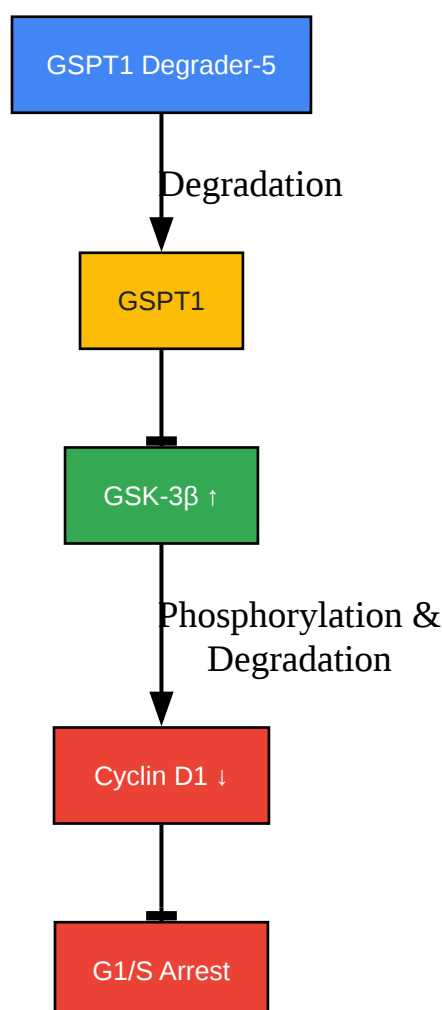 GSPT1 Degrader-5
Degradation
GSPT1
GSK-3β ↑
Phosphorylation &
Degradation
Cyclin D1 ↓
G1/S Arrest